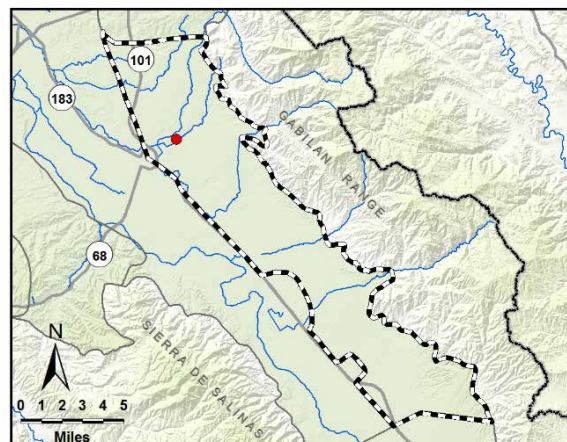 101
183
GABILAN RANGE
68
N
SIERRA DE SALINAS
0 1 2 3 4 5
Miles